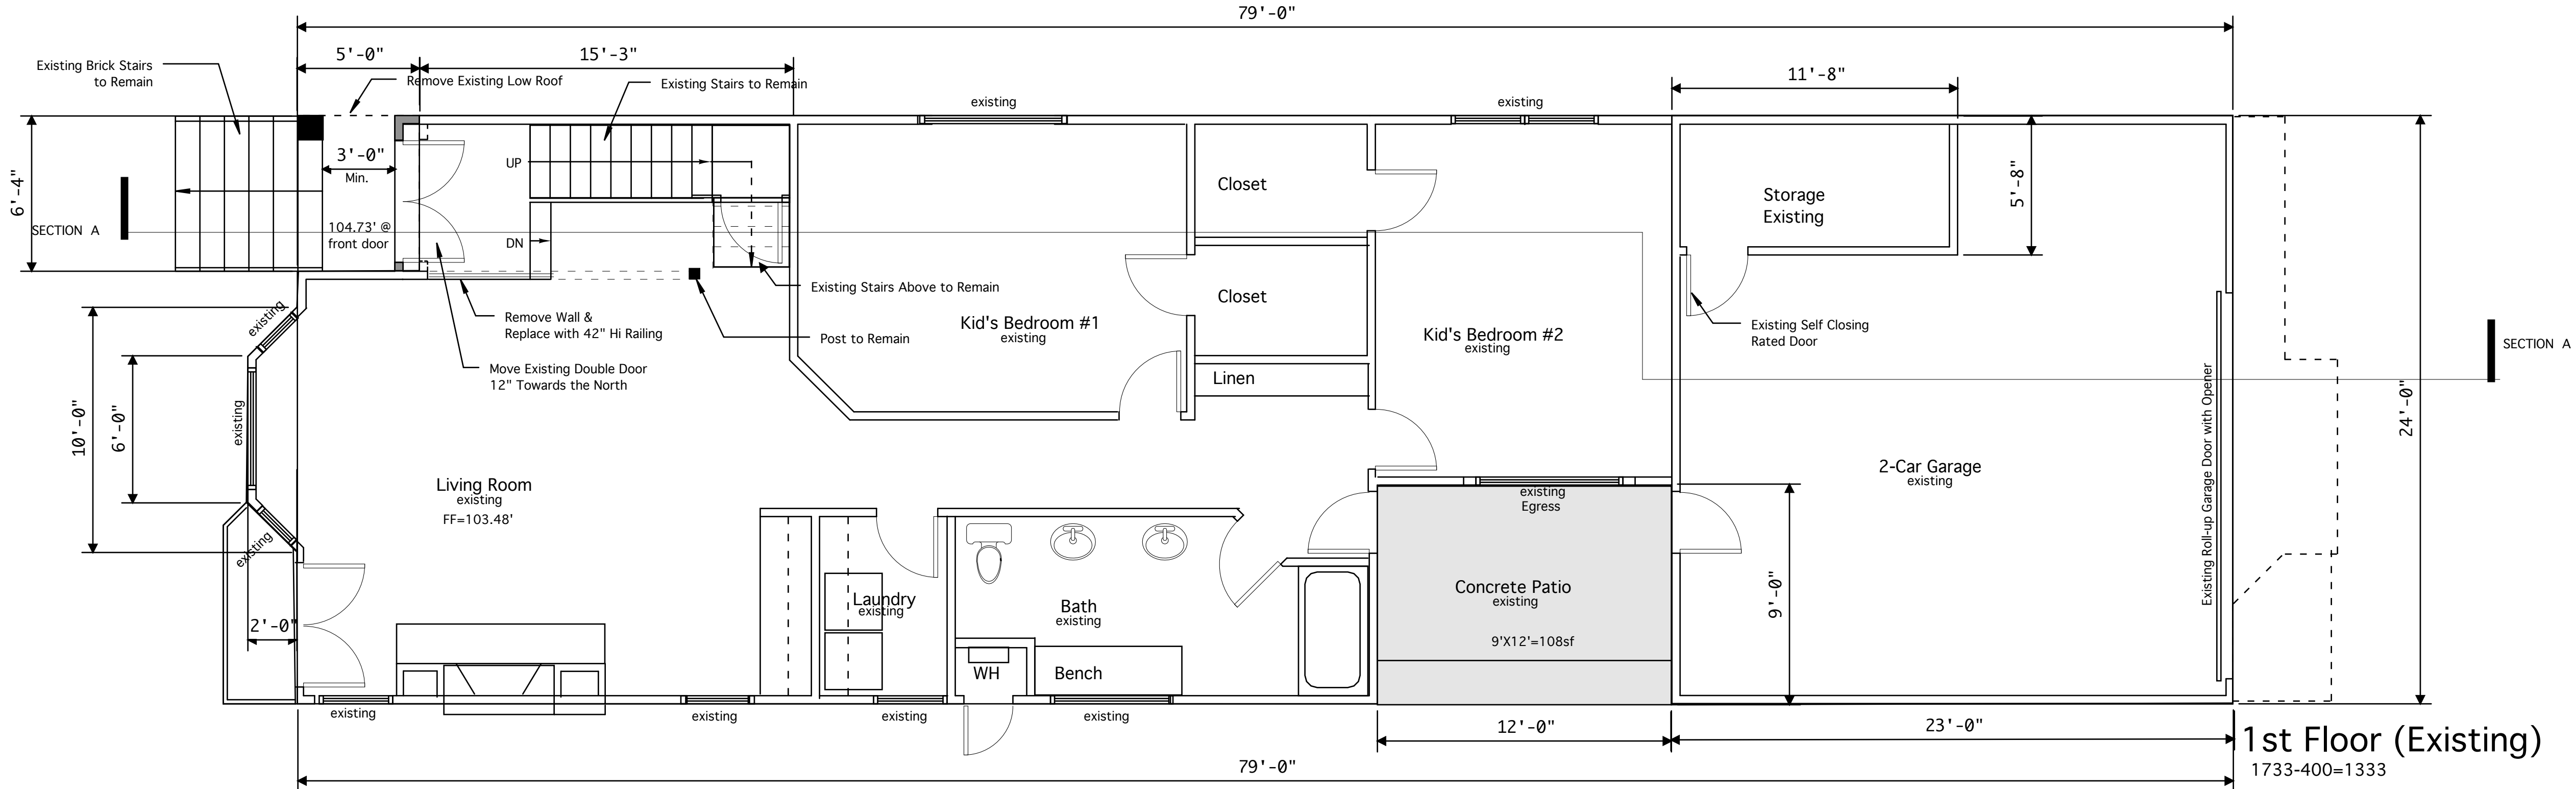 79'-0"
5'-0"
15'-3"
Existing Brick Stairs
to Remain
Remove Existing Low Roof
Existing Stairs to Remain
11'-8"
existing
existing
6'-4"
3'-0"
Min.
UP
5'-8"
Closet
Storage
Existing
SECTION A
104.73' @
front door
DN
Existing Stairs Above to Remain
Closet
existing
Remove Wall &
Replace with 42" Hi Railing
Post to Remain
Kid's Bedroom #1
existing
Kid's Bedroom #2
existing
Existing Self Closing
Rated Door
SECTION A
Move Existing Double Door
12" Towards the North
Linen
10'-0"
6'-0"
existing
24'-0"
Existing Roll-up Garage Door with Opener
Living Room
existing
FF=103.48'
2-Car Garage
existing
existing
Egress
existing
Laundry
existing
Bath
existing
Concrete Patio
existing
9'-0"
2'-0"
9'X12'=108sf
WH
Bench
existing
existing
existing
existing
12'-0"
23'-0"
1st Floor (Existing)
1733-400=1333
79'-0"